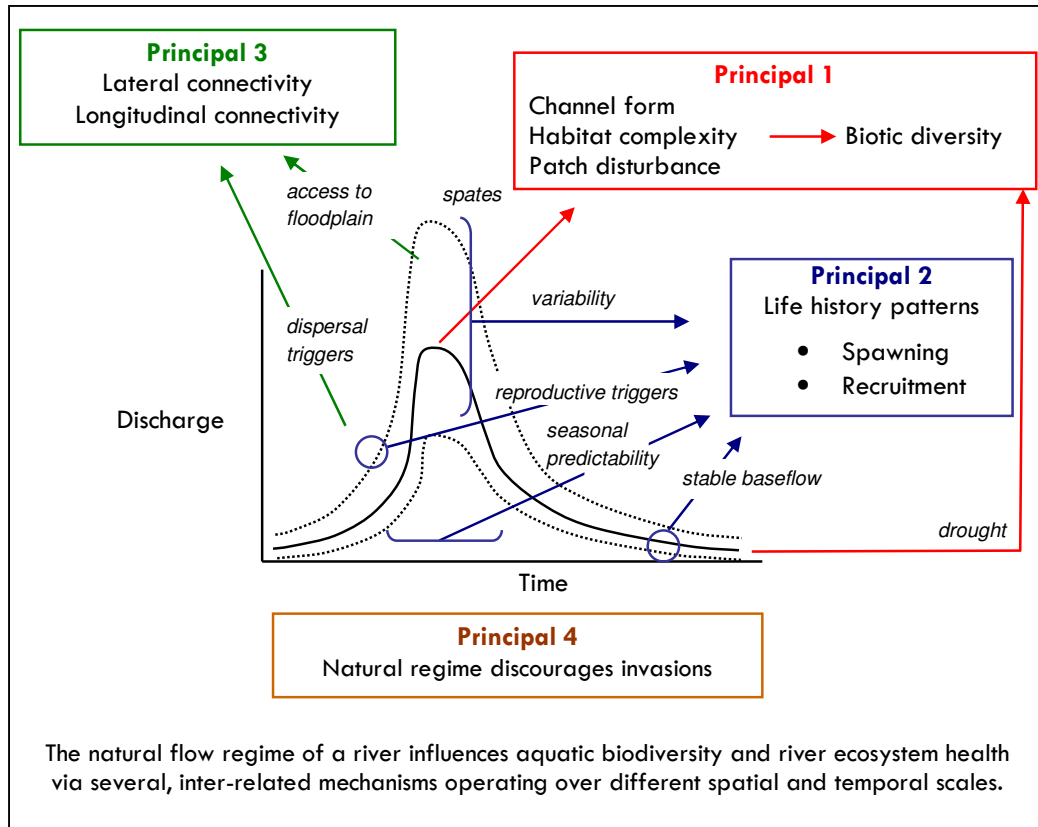 Principal 3
Lateral connectivity
Longitudinal connectivity
Principal 1
Channel form
Habitat complexity
Biotic diversity
Patch disturbance
access to
floodplain
spates
Principal 2
Life history patterns
• Spawning
• Recruitment
variability
dispersal
triggers
reproductive triggers
Discharge
seasonal
predictability
stable baseflow
drought
Time
Principal 4
Natural regime discourages invasions
The natural flow regime of a river influences aquatic biodiversity and river ecosystem health
via several, inter-related mechanisms operating over different spatial and temporal scales.